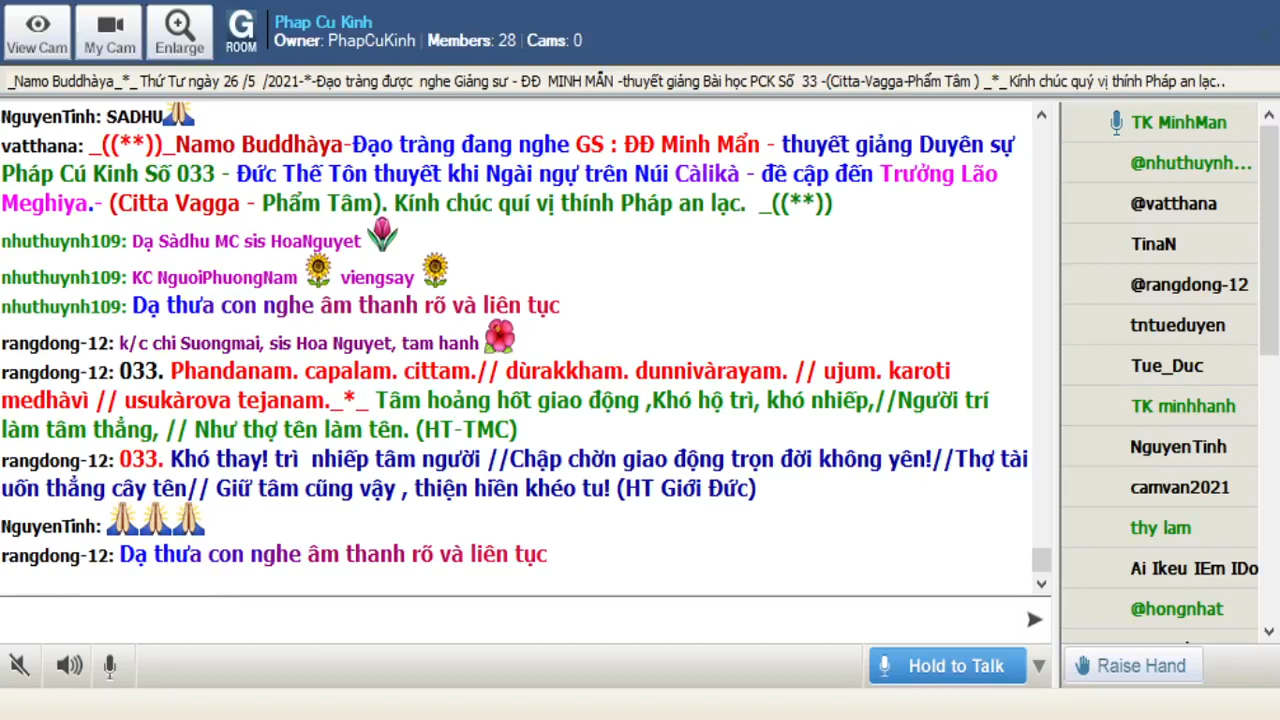 View Cam
My Cam
Enlarge
G
ROOM
Phap Cu Kinh
Owner: PhapCuKinh | Members: 28 | Cams: 0
_Namo Buddhàya_*_ Thứ Tư ngày 26 /5 /2021-*-Đạo tràng được nghe Giảng sư - ĐĐ MINH MẪN -thuyết giảng Bài học PCK Số 33 -(Citta-Vagga-Phẩm Tâm ) _*_ Kính chúc quý vị thính Pháp an lạc..
NguyenTinh: SADHU
vatthana: _((**))_Namo Buddhàya-Đạo tràng đang nghe GS : ĐĐ Minh Mẩn - thuyết giảng Duyên sự
Pháp Cú Kinh Số 033 - Đức Thế Tôn thuyết khi Ngài ngự trên Núi Càlikà - đề cập đến Trưởng Lão
Meghiya.- (Citta Vagga - Phẩm Tâm). Kính chúc quí vị thính Pháp an lạc. _((**))
nhuthuynh109: Dạ Sàdhu MC sis HoaNguyet
nhuthuynh109: KC NguoiPhuongNam viengsay
nhuthuynh109: Dạ thưa con nghe âm thanh rõ và liên tục
rangdong-12: k/c chi Suongmai, sis Hoa Nguyet, tam hanh
rangdong-12: 033. Phandanam. capalam. cittam.// dùrakkham. dunnivàrayam. // ujum. karoti
medhàvì // usukàrova tejanam._*_ Tâm hoảng hốt giao động ,Khó hộ trì, khó nhiếp,//Người trí
làm tâm thẳng, // Như thợ tên làm tên. (HT-TMC)
rangdong-12: 033. Khó thay! trì nhiếp tâm người //Chập chờn giao động trọn đời không yên!//Thợ tài
uốn thẳng cây tên// Giữ tâm cũng vậy , thiện hiền khéo tu! (HT Giới Đức)
NguyenTinh:
rangdong-12: Dạ thưa con nghe âm thanh rõ và liên tục
TK MinhMan
@nhuthuynh...
@vatthana
TinaN
@rangdong-12
tntueduyen
Tue_Duc
TK minhhanh
NguyenTinh
camvan2021
thy lam
Ai Ikeu IEm IDo
@hongnhat
Hold to Talk
Raise Hand